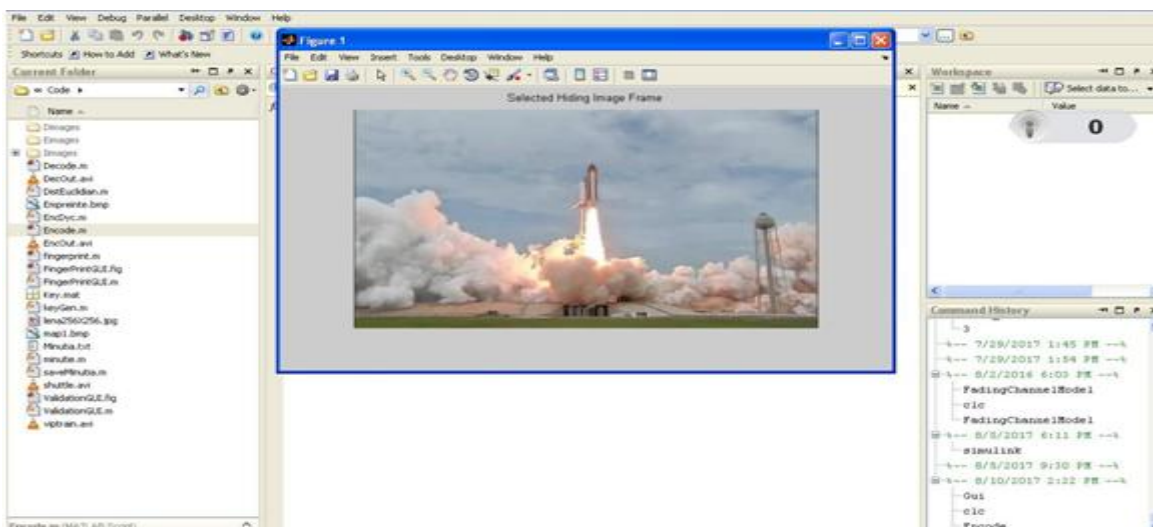 File Edit View Debug Parallel Desktop Window Help
Shortcuts How to Add What's New
Current Folder
Code
Name
DImages
EImages
IImages
Decode.m
DecOut.avi
DistEuclidian.m
Empreinte.bmp
EncDyc.m
Encode.m
EncOut.avi
fingerprint.m
FingerPrintGUI.fig
FingerPrintGUI.m
Key.mat
keyGen.m
lena256X256.jpg
map1.bmp
Minutia.txt
minutie.m
saveMinutia.m
shuttle.avi
ValidationGUI.fig
ValidationGUI.m
viptrain.avi
Encode.m (MATLAB Script)
Figure 1
File Edit View Insert Tools Desktop Window Help
Selected Hiding Image Frame
Workspace
Select data to...
Name Value
0
Command History
3
%-- 7/29/2017 1:45 PM --%
%-- 7/29/2017 1:54 PM --%
%-- 8/2/2016 6:03 PM --%
FadingChannelModel
clc
FadingChannelModel
%-- 8/5/2017 6:11 PM --%
simulink
%-- 8/5/2017 9:30 PM --%
%-- 8/10/2017 2:22 PM --%
Gui
clc
Encode